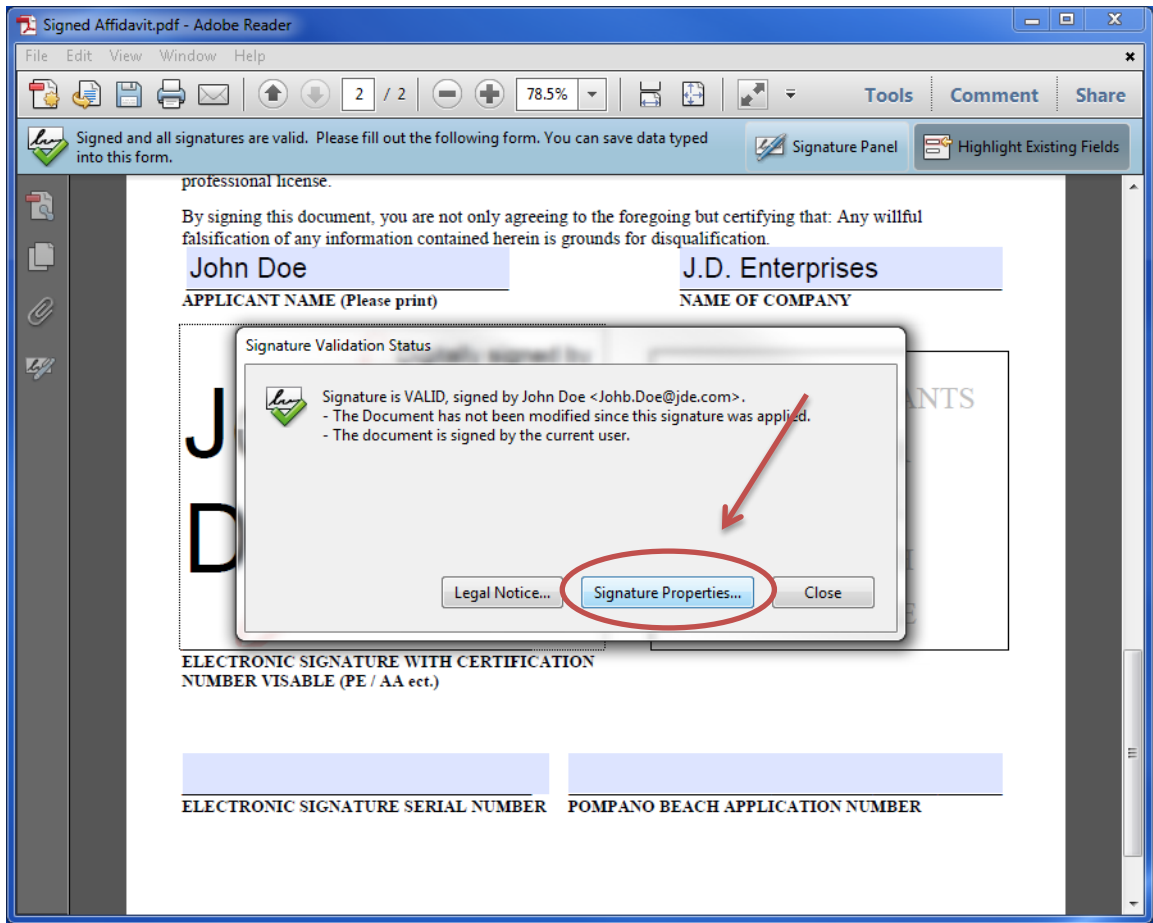 Signed Affidavit.pdf - Adobe Reader
File Edit View Window Help
2 / 2 78.5% Tools Comment Share
Signed and all signatures are valid. Please fill out the following form. You can save data typed
into this form.
Signature Panel
Highlight Existing Fields
professional license.
By signing this document, you are not only agreeing to the foregoing but certifying that: Any willful
falsification of any information contained herein is grounds for disqualification.
John Doe J.D. Enterprises
APPLICANT NAME (Please print) NAME OF COMPANY
Signature Validation Status
Signature is VALID, signed by John Doe <Johb.Doe@jde.com>.
- The Document has not been modified since this signature was applied.
- The document is signed by the current user.
Legal Notice... Signature Properties... Close
ELECTRONIC SIGNATURE WITH CERTIFICATION
NUMBER VISABLE (PE / AA ect.)
ELECTRONIC SIGNATURE SERIAL NUMBER POMPANO BEACH APPLICATION NUMBER